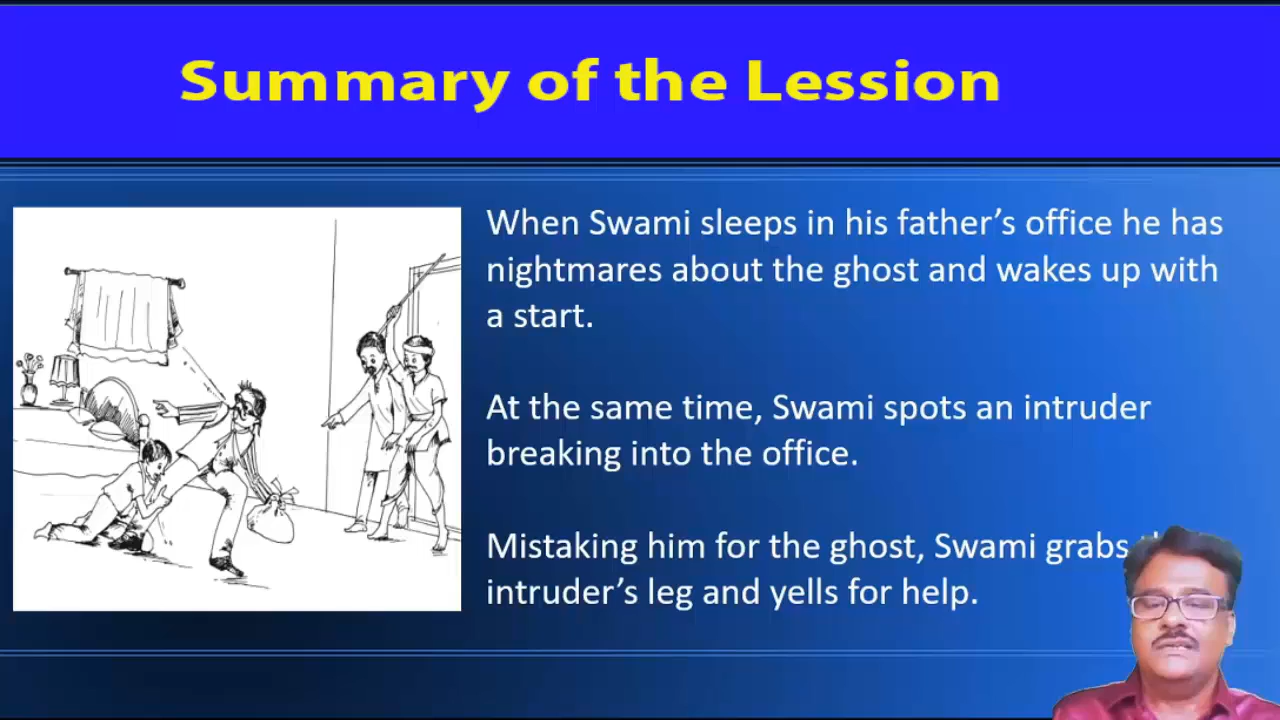 Summary of the Lession
When Swami sleeps in his father’s office he has
nightmares about the ghost and wakes up with
a start.
At the same time, Swami spots an intruder
breaking into the office.
Mistaking him for the ghost, Swami grabs
intruder’s leg and yells for help.